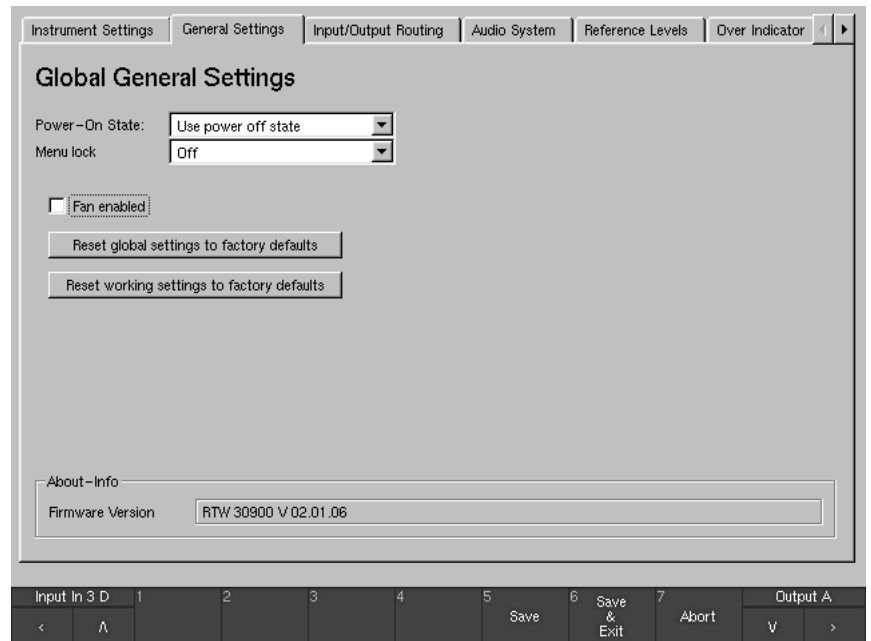 Instrument Settings General Settings Input/Output Routing Audio System Reference Levels Over Indicator
Global General Settings
Power-On State: Use power off state
Menu lock Off
Fan enabled
Reset global settings to factory defaults
Reset working settings to factory defaults
About-Info
Firmware Version RTW 30900 V 02.01.06
Input In 3 D 1 2 3 4 5 Save 6 Save & Exit 7 Abort Output A
< Λ V >